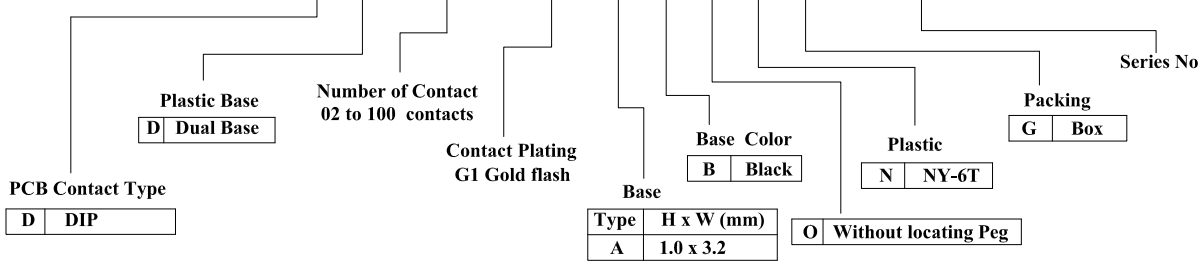 Series No
Plastic Base
D Dual Base
Number of Contact
02 to 100 contacts
Packing
G Box
Base Color
B Black
Plastic
N NY-6T
Contact Plating
G1 Gold flash
PCB Contact Type
D DIP
Base
Type H x W (mm)
A 1.0 x 3.2
O Without locating Peg